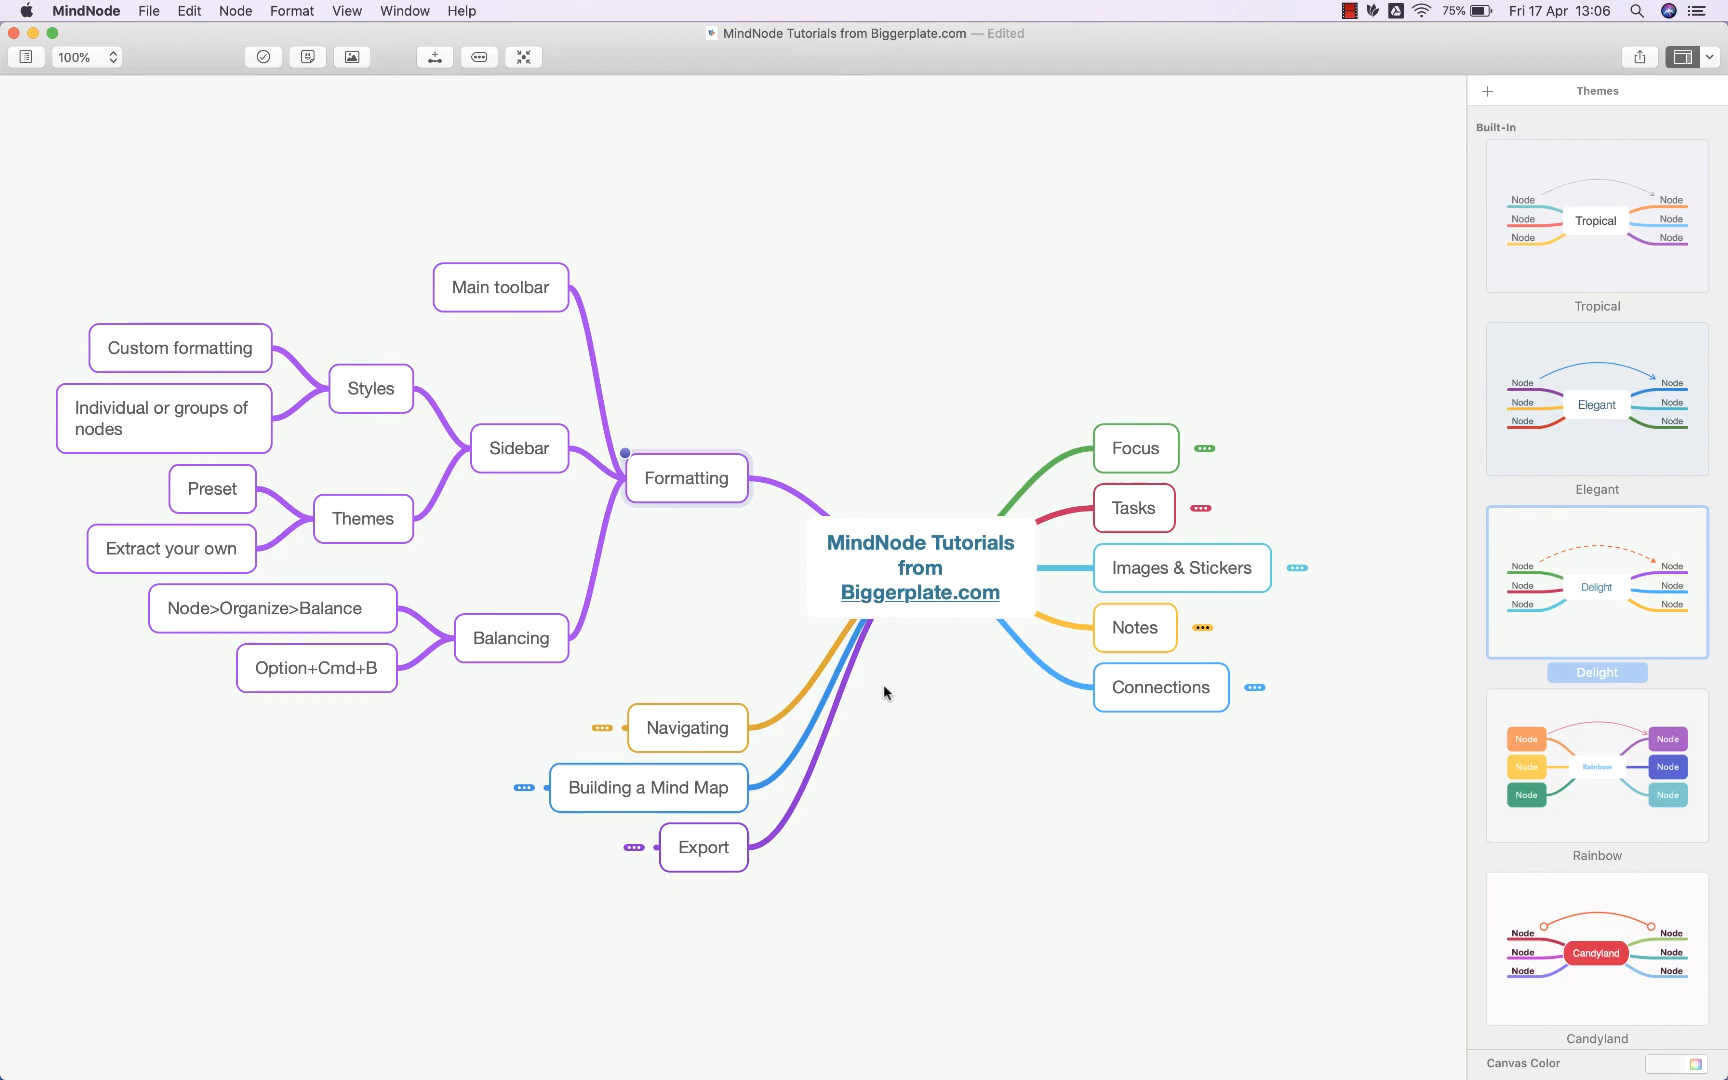 MindNode File Edit Node Format View Window Help
75% Fri 17 Apr 13:06
MindNode Tutorials from Biggerplate.com — Edited
100%
Themes
Built-In
Main toolbar
Custom formatting
Individual or groups of
nodes
Styles
Preset
Extract your own
Themes
Sidebar
Node>Organize>Balance
Option+Cmd+B
Balancing
Formatting
Navigating
Building a Mind Map
Export
MindNode Tutorials
from
Biggerplate.com
Focus
Tasks
Images & Stickers
Notes
Connections
Node Node
Node Tropical Node
Node Node
Tropical
Node Node
Node Elegant Node
Node Node
Elegant
Node Node
Node Delight Node
Node Node
Delight
Node Node
Node Rainbow Node
Node Node
Rainbow
Node Node
Node Candyland Node
Node Node
Candyland
Canvas Color